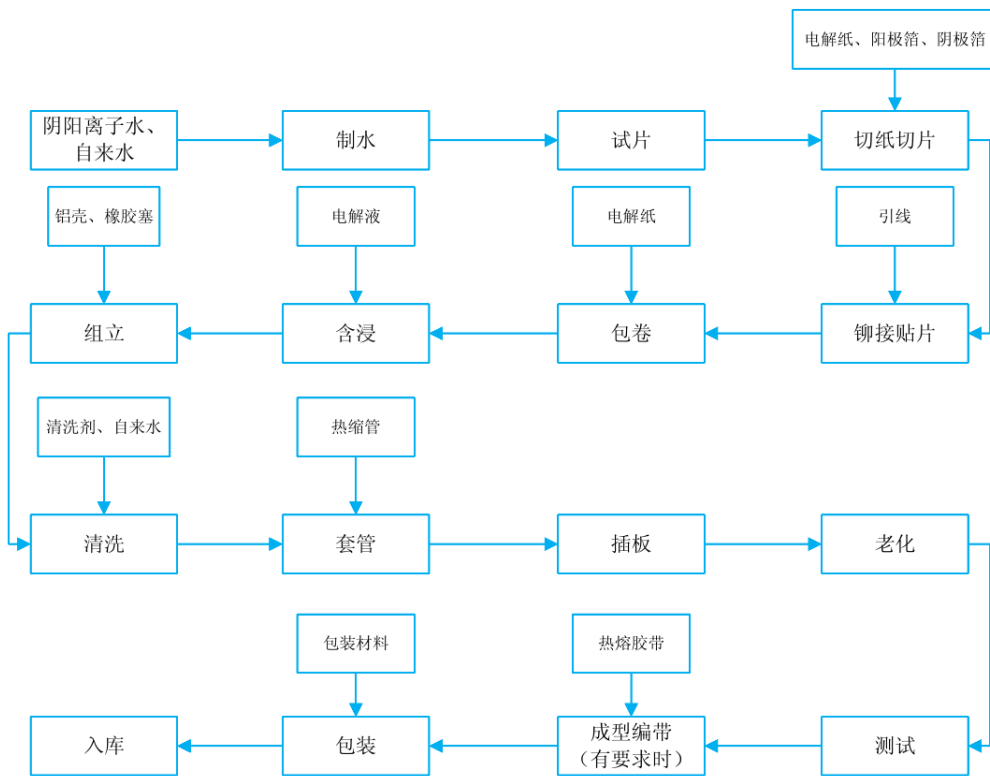 电解纸、阳极箔、阴极箔
阴阳离子水、
自来水
制水
试片
切纸切片
铝壳、橡胶塞
电解液
电解纸
引线
组立
含浸
包卷
铆接贴片
清洗剂、自来水
热缩管
清洗
套管
插板
老化
包装材料
热熔胶带
入库
包装
成型编带
（有要求时）
测试